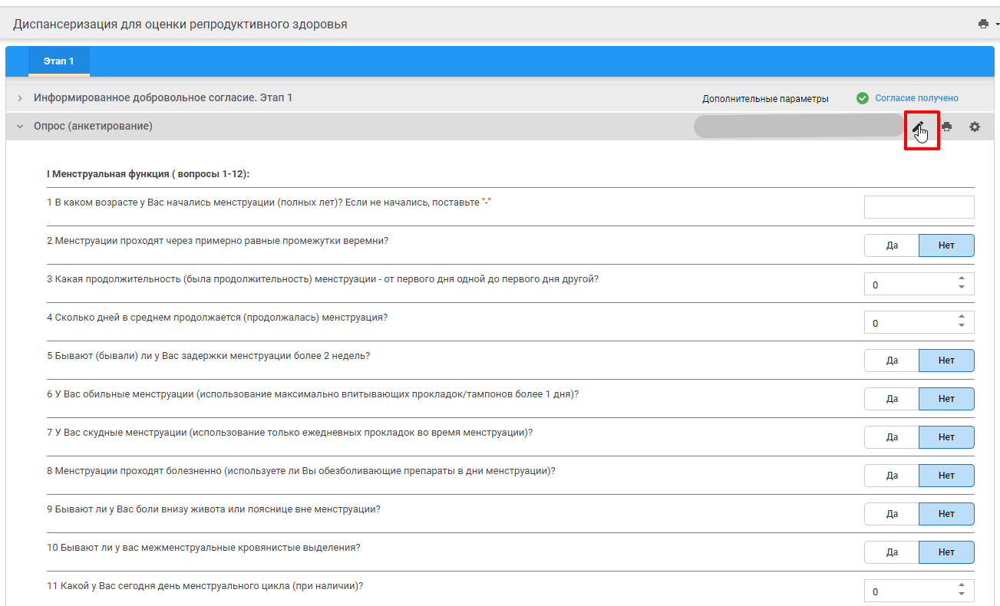 Диспансеризация для оценки репродуктивного здоровья
Этап 1
Информированное добровольное согласие. Этап 1
Дополнительные параметры
Согласие получено
Опрос (анкетирование)
I Менструальная функция ( вопросы 1-12):
1 В каком возрасте у Вас начались менструации (полных лет)? Если не начались, поставьте "-"
2 Менструации проходят через примерно равные промежутки веремни?
Да Нет
3 Какая продолжительность (была продолжительность) менструации - от первого дня одной до первого дня другой?
0
4 Сколько дней в среднем продолжается (продолжалась) менструация?
0
5 Бывают (бывали) ли у Вас задержки менструации более 2 недель?
Да Нет
6 У Вас обильные менструации (использование максимально впитывающих прокладок/тампонов более 1 дня)?
Да Нет
7 У Вас скудные менструации (использование только ежедневных прокладок во время менструации)?
Да Нет
8 Менструации проходят болезненно (используете ли Вы обезболивающие препараты в дни менструации)?
Да Нет
9 Бывают ли у Вас боли внизу живота или пояснице вне менструации?
Да Нет
10 Бывают ли у вас межменструальные кровянистые выделения?
Да Нет
11 Какой у Вас сегодня день менструального цикла (при наличии)?
0